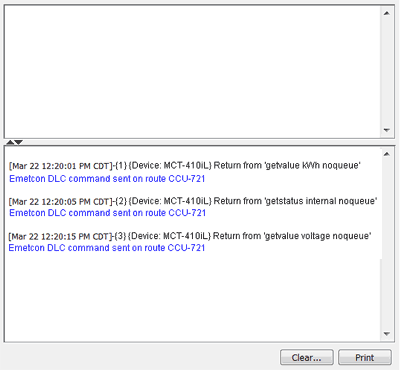 [Mar 22 12:20:01 PM CDT]-{1} {Device: MCT-410iL} Return from 'getvalue kWh noqueue'
Emetcon DLC command sent on route CCU-721
[Mar 22 12:20:05 PM CDT]-{2} {Device: MCT-410iL} Return from 'getstatus internal noqueue'
Emetcon DLC command sent on route CCU-721
[Mar 22 12:20:15 PM CDT]-{3} {Device: MCT-410iL} Return from 'getvalue voltage noqueue'
Emetcon DLC command sent on route CCU-721
Clear... Print